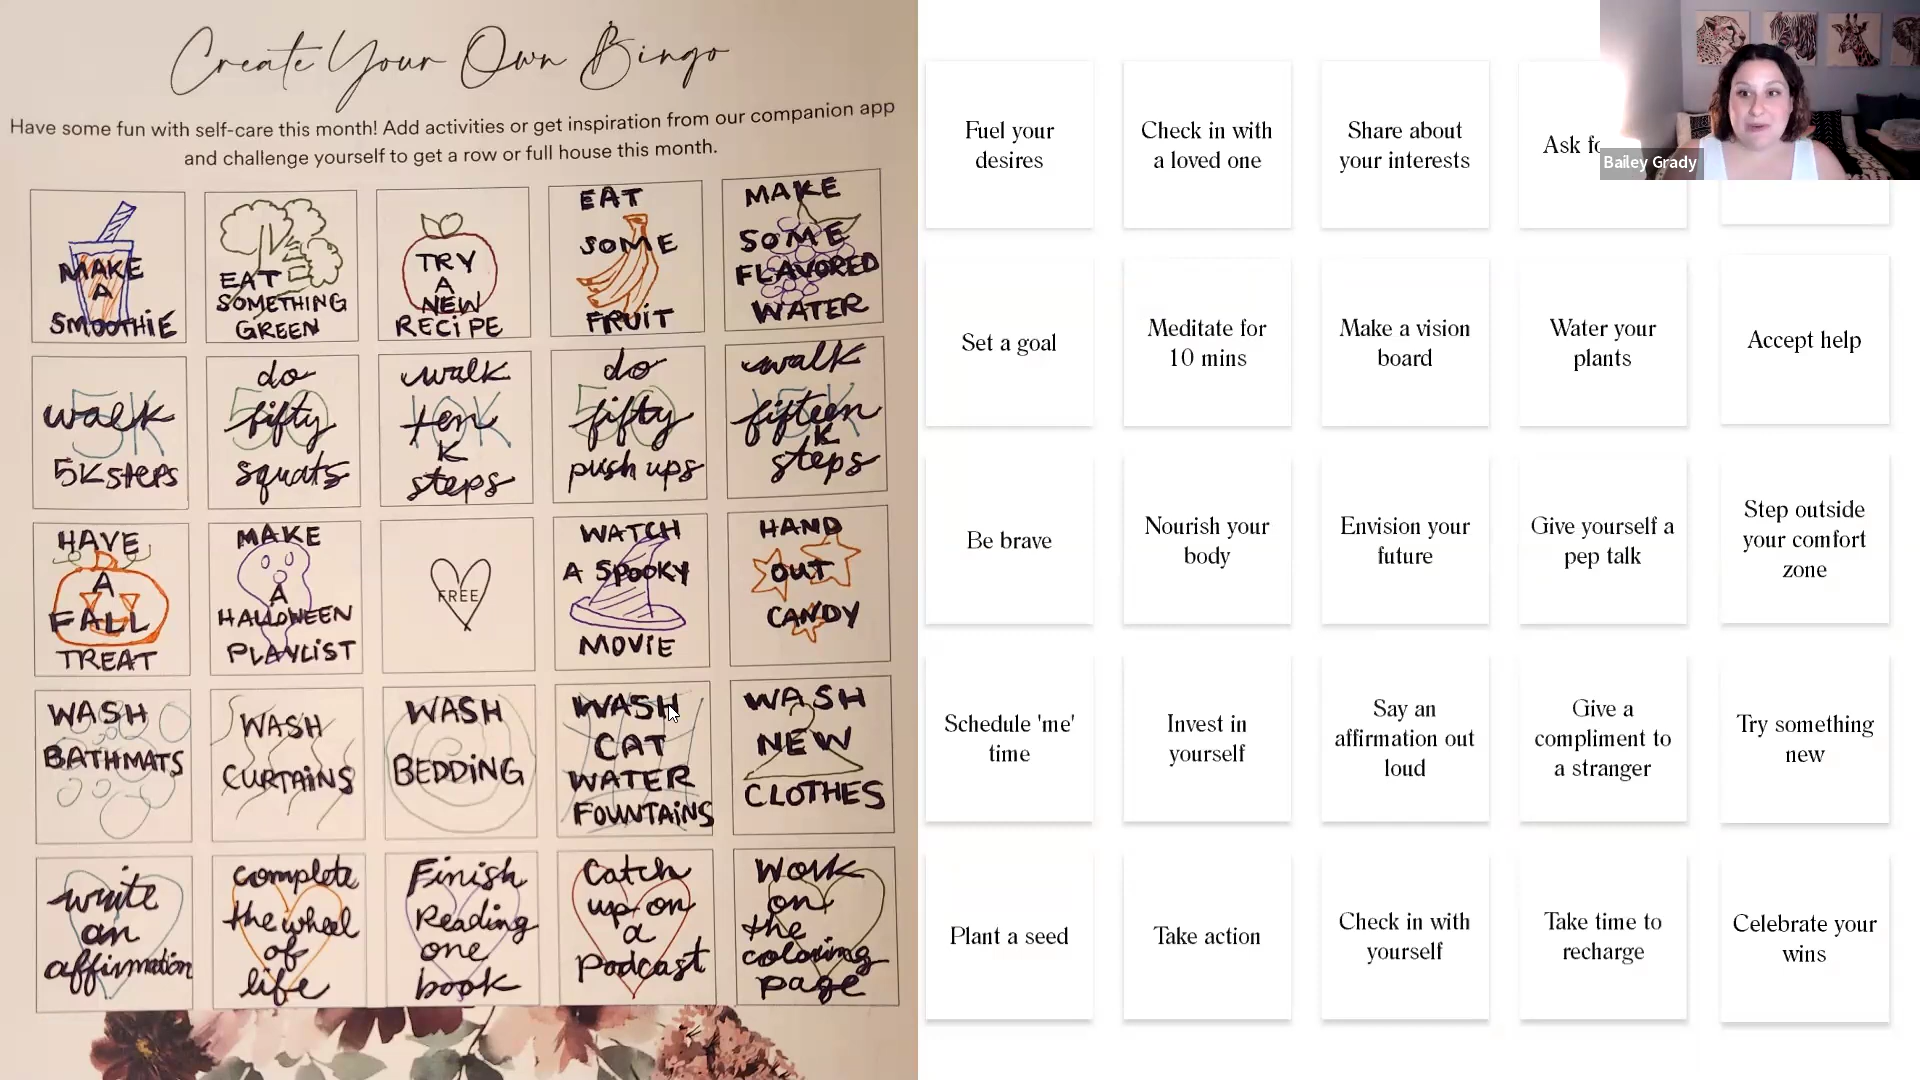 Create Your Own Bingo
Have some fun with self-care this month! Add activities or get inspiration from our companion app
and challenge yourself to get a row or full house this month.
MAKE
A
SMOOTHIE
EAT
SOMETHING
GREEN
TRY
A
NEW
RECIPE
EAT
SOME
FRUIT
MAKE
SOME
FLAVORED
WATER
5K
walk
5K steps
50
do
fifty
squats
10K
walk
ten
K
steps
50
do
fifty
push ups
15K
walk
fifteen
K
steps
HAVE
A
FALL
TREAT
MAKE
A
HALLOWEEN
PLAYLIST
FREE
WATCH
A SPOOKY
MOVIE
HAND
OUT
CANDY
WASH
BATHMATS
WASH
CURTAINS
WASH
BEDDING
WASH
CAT
WATER
FOUNTAINS
WASH
NEW
CLOTHES
write
an
affirmation
complete
the wheel
of
life
Finish
Reading
one
book
Catch
up on
a
Podcast
Work
on
the
coloring
page
Fuel your
desires
Check in with
a loved one
Share about
your interests
Ask
Bailey Grady
Set a goal
Meditate for
10 mins
Make a vision
board
Water your
plants
Accept help
Be brave
Nourish your
body
Envision your
future
Give yourself a
pep talk
Step outside
your comfort
zone
Schedule 'me'
time
Invest in
yourself
Say an
affirmation out
loud
Give a
compliment to
a stranger
Try something
new
Plant a seed
Take action
Check in with
yourself
Take time to
recharge
Celebrate your
wins